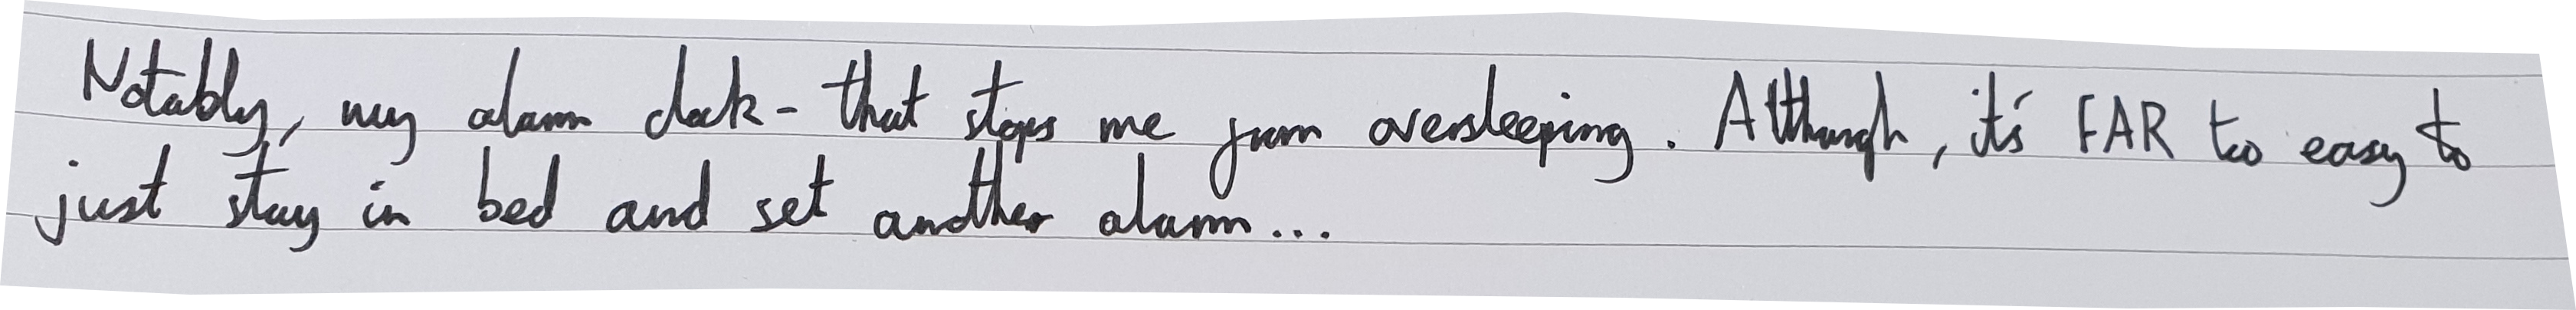 Notably, my alarm clock - that stops me from oversleeping. Although, it's FAR too easy to
just stay in bed and set another alarm...